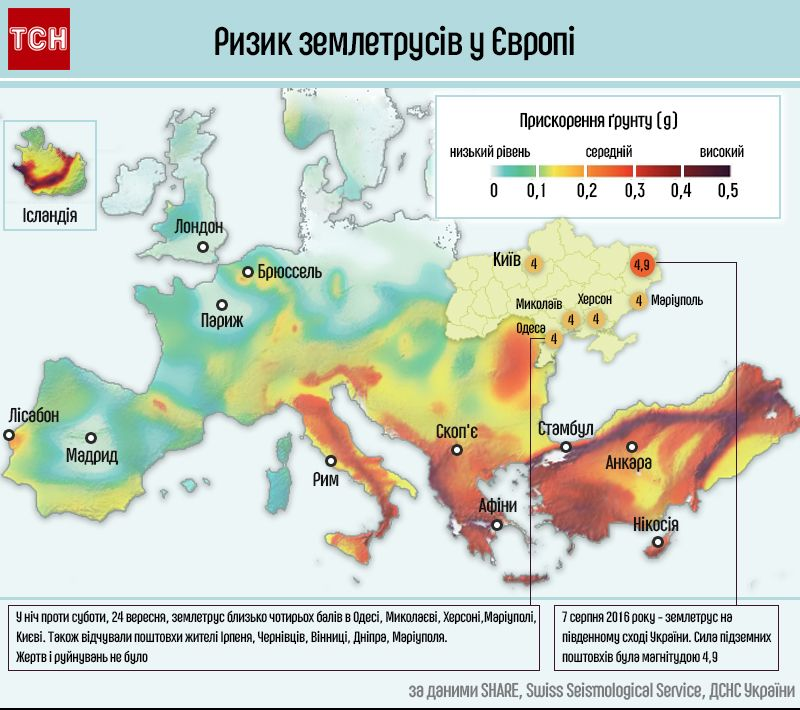 ТСН
Ризик землетрусів у Європі
Прискорення ґрунту (g)
низький рівень середній високий
0 0,1 0,2 0,3 0,4 0,5
Ісландія
Лондон
Брюссель
Париж
Київ
4
4,9
Миколаїв
Херсон
4
Маріуполь
4
4
Одеса
4
Лісабон
Мадрид
Рим
Скоп'є
Стамбул
Анкара
Афіни
Нікосія
У ніч проти суботи, 24 вересня, землетрус близько чотирьох балів в Одесі, Миколаєві, Херсоні,Маріуполі,
Києві. Також відчували поштовхи жителі Ірпеня, Чернівців, Вінниці, Дніпра, Маріуполя.
Жертв і руйнувань не було
7 серпня 2016 року - землетрус на
південному сході України. Сила підземних
поштовхів була магнітудою 4,9
за даними SHARE, Swiss Seismological Service, ДСНС України